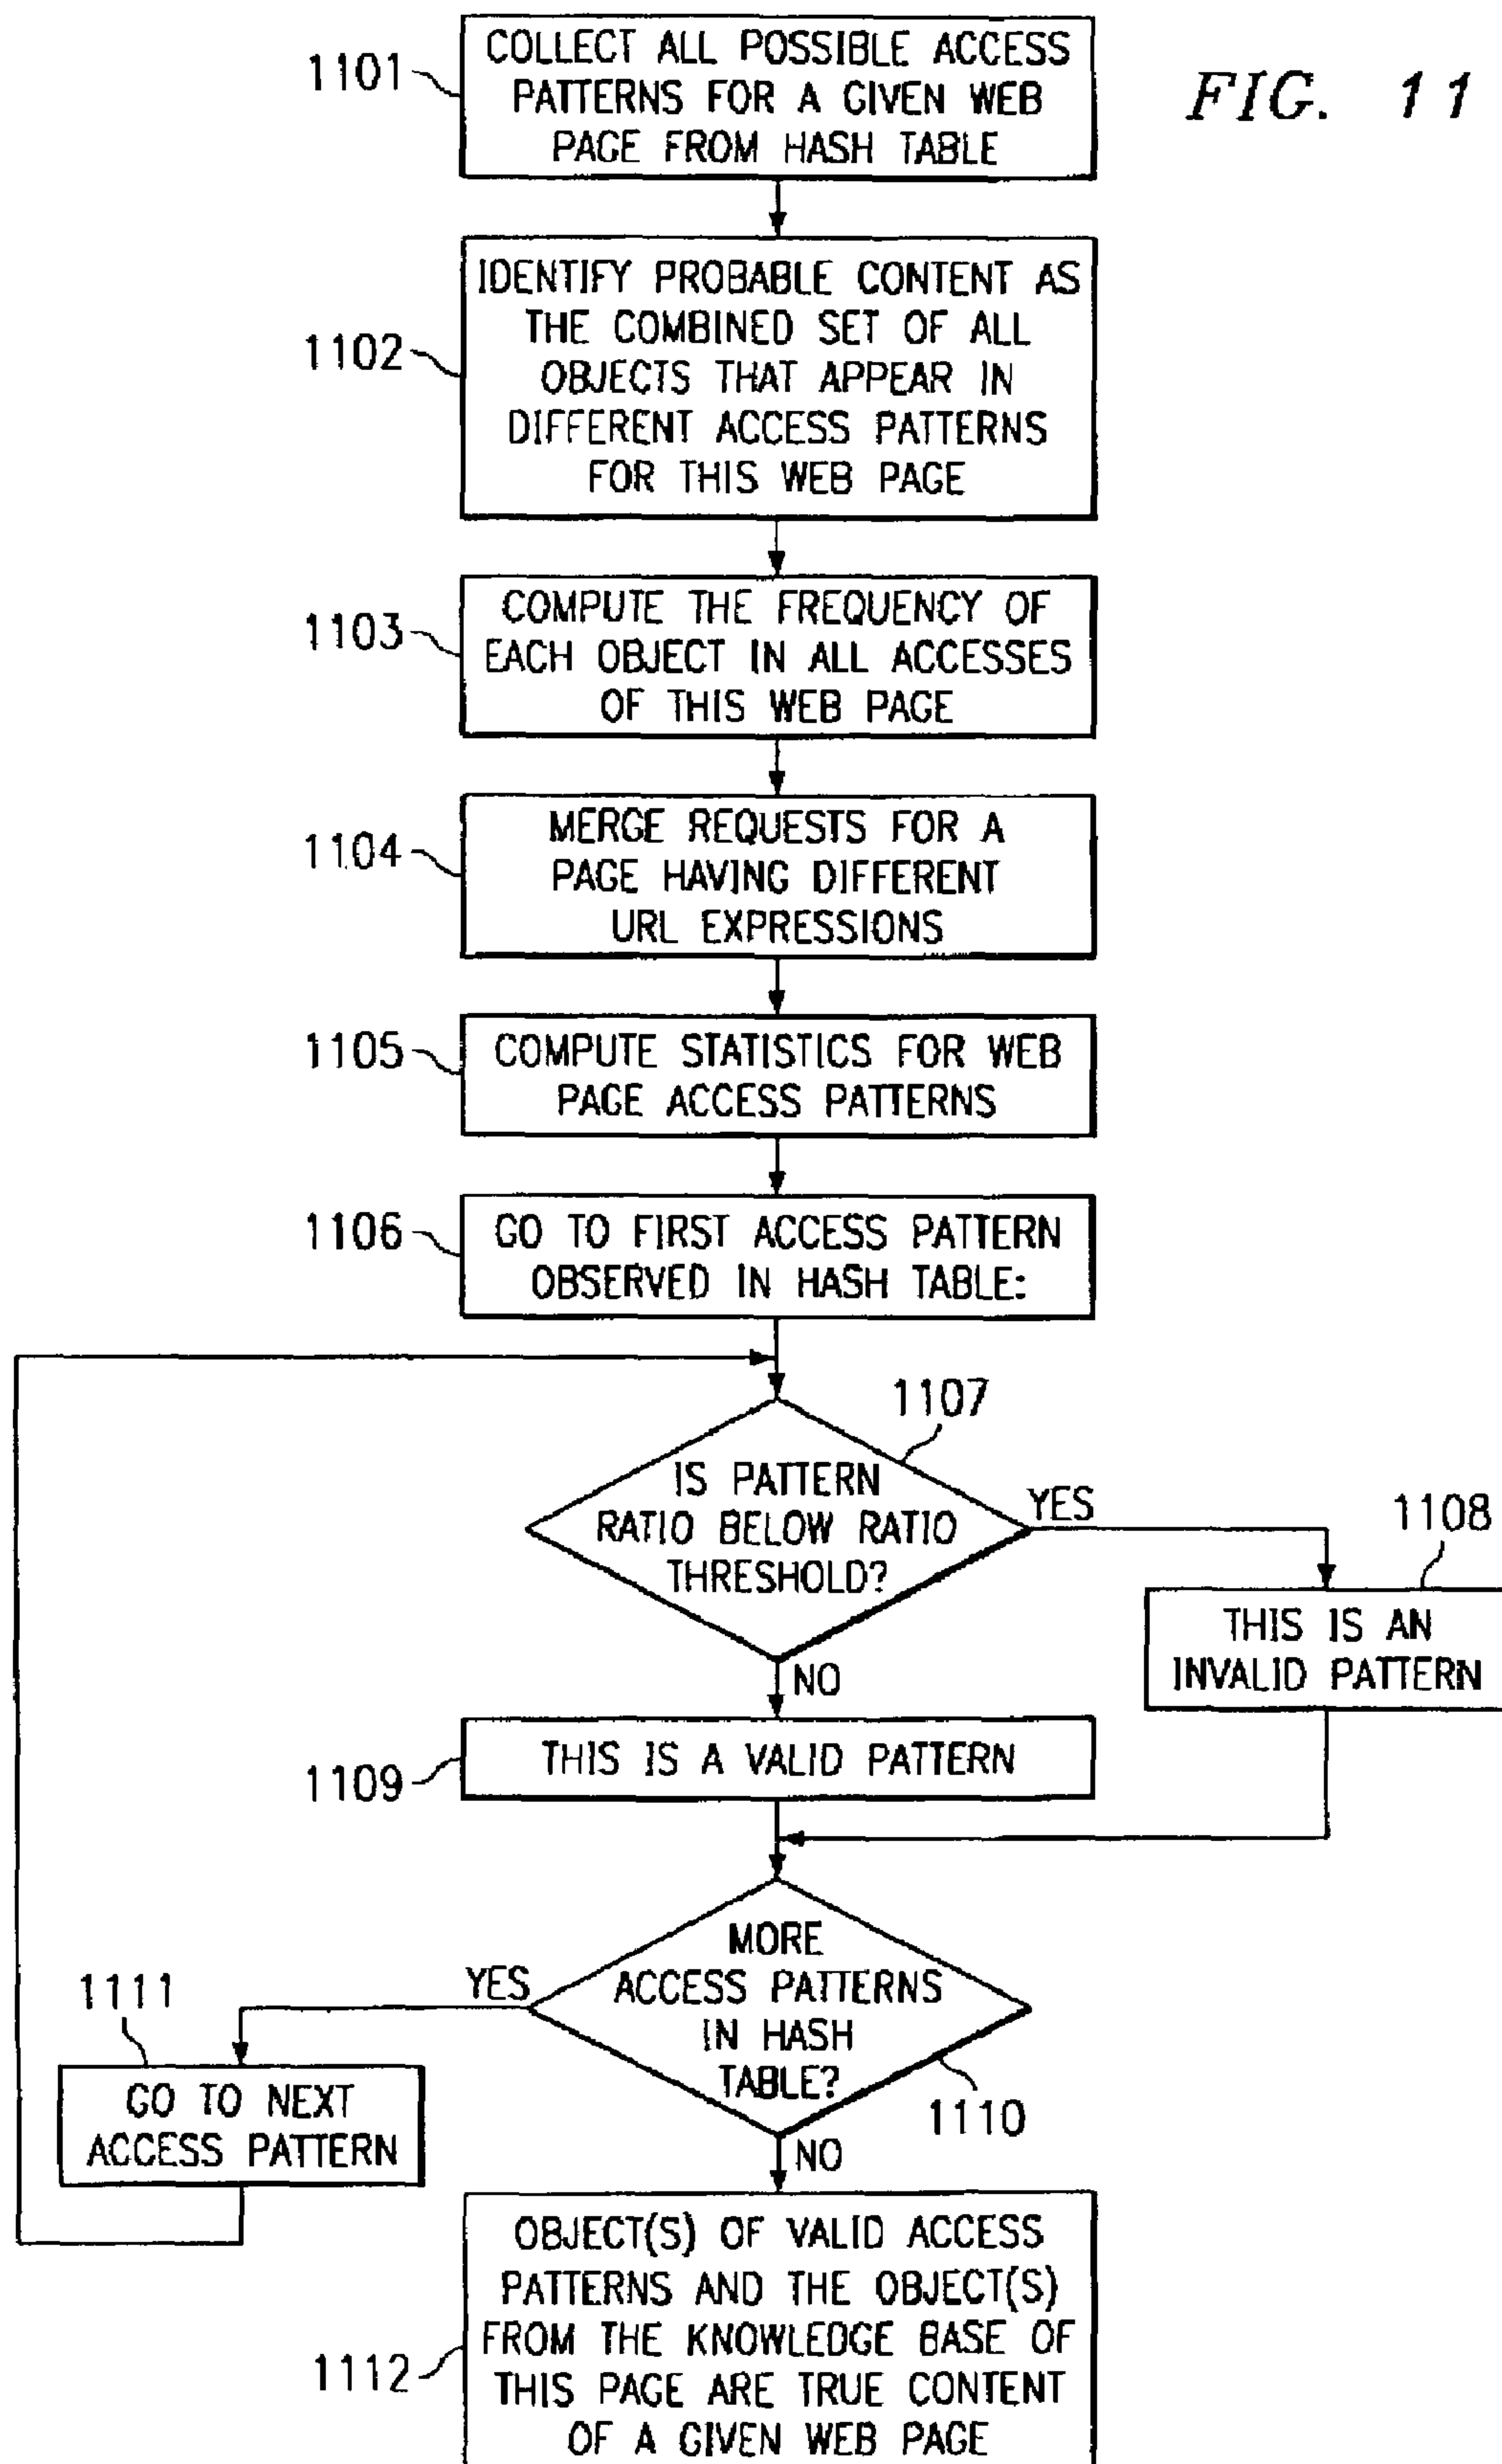 FIG. 11
1101
COLLECT ALL POSSIBLE ACCESS
PATTERNS FOR A GIVEN WEB
PAGE FROM HASH TABLE
1102
IDENTIFY PROBABLE CONTENT AS
THE COMBINED SET OF ALL
OBJECTS THAT APPEAR IN
DIFFERENT ACCESS PATTERNS
FOR THIS WEB PAGE
1103
COMPUTE THE FREQUENCY OF
EACH OBJECT IN ALL ACCESSES
OF THIS WEB PAGE
1104
MERGE REQUESTS FOR A
PAGE HAVING DIFFERENT
URL EXPRESSIONS
1105
COMPUTE STATISTICS FOR WEB
PAGE ACCESS PATTERNS
1106
GO TO FIRST ACCESS PATTERN
OBSERVED IN HASH TABLE:
1107
IS PATTERN
RATIO BELOW RATIO
THRESHOLD?
YES
1108
THIS IS AN
INVALID PATTERN
NO
1109
THIS IS A VALID PATTERN
MORE
ACCESS PATTERNS
IN HASH
TABLE?
1110
YES
1111
GO TO NEXT
ACCESS PATTERN
NO
1112
OBJECT(S) OF VALID ACCESS
PATTERNS AND THE OBJECT(S)
FROM THE KNOWLEDGE BASE OF
THIS PAGE ARE TRUE CONTENT
OF A GIVEN WEB PAGE